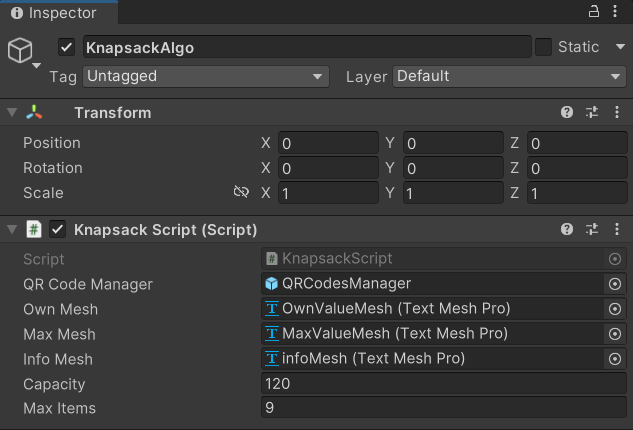 Inspector
KnapsackAlgo Static
Tag Untagged Layer Default
Transform
Position X 0 Y 0 Z 0
Rotation X 0 Y 0 Z 0
Scale X 1 Y 1 Z 1
# Knapsack Script (Script)
Script # KnapsackScript
QR Code Manager QRCodesManager
Own Mesh T OwnValueMesh (Text Mesh Pro)
Max Mesh T MaxValueMesh (Text Mesh Pro)
Info Mesh T infoMesh (Text Mesh Pro)
Capacity 120
Max Items 9